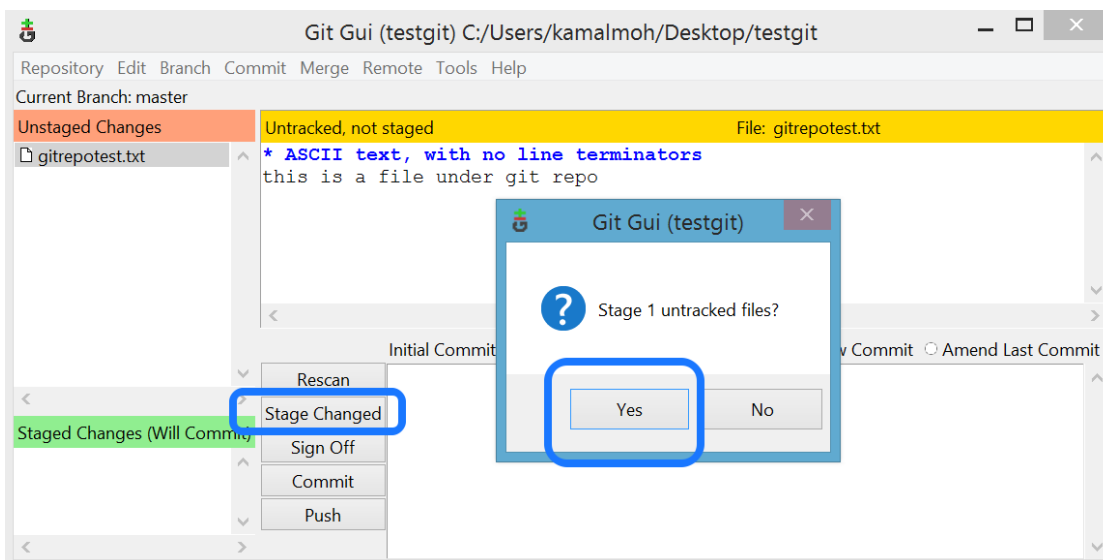 Git Gui (testgit) C:/Users/kamalmoh/Desktop/testgit
Repository Edit Branch Commit Merge Remote Tools Help
Current Branch: master
Unstaged Changes
Untracked, not staged File: gitrepotest.txt
gitrepotest.txt
* ASCII text, with no line terminators
this is a file under git repo
Git Gui (testgit)
Stage 1 untracked files?
Yes No
Initial Commit
Commit Amend Last Commit
Rescan
Stage Changed
Staged Changes (Will Commit)
Sign Off
Commit
Push